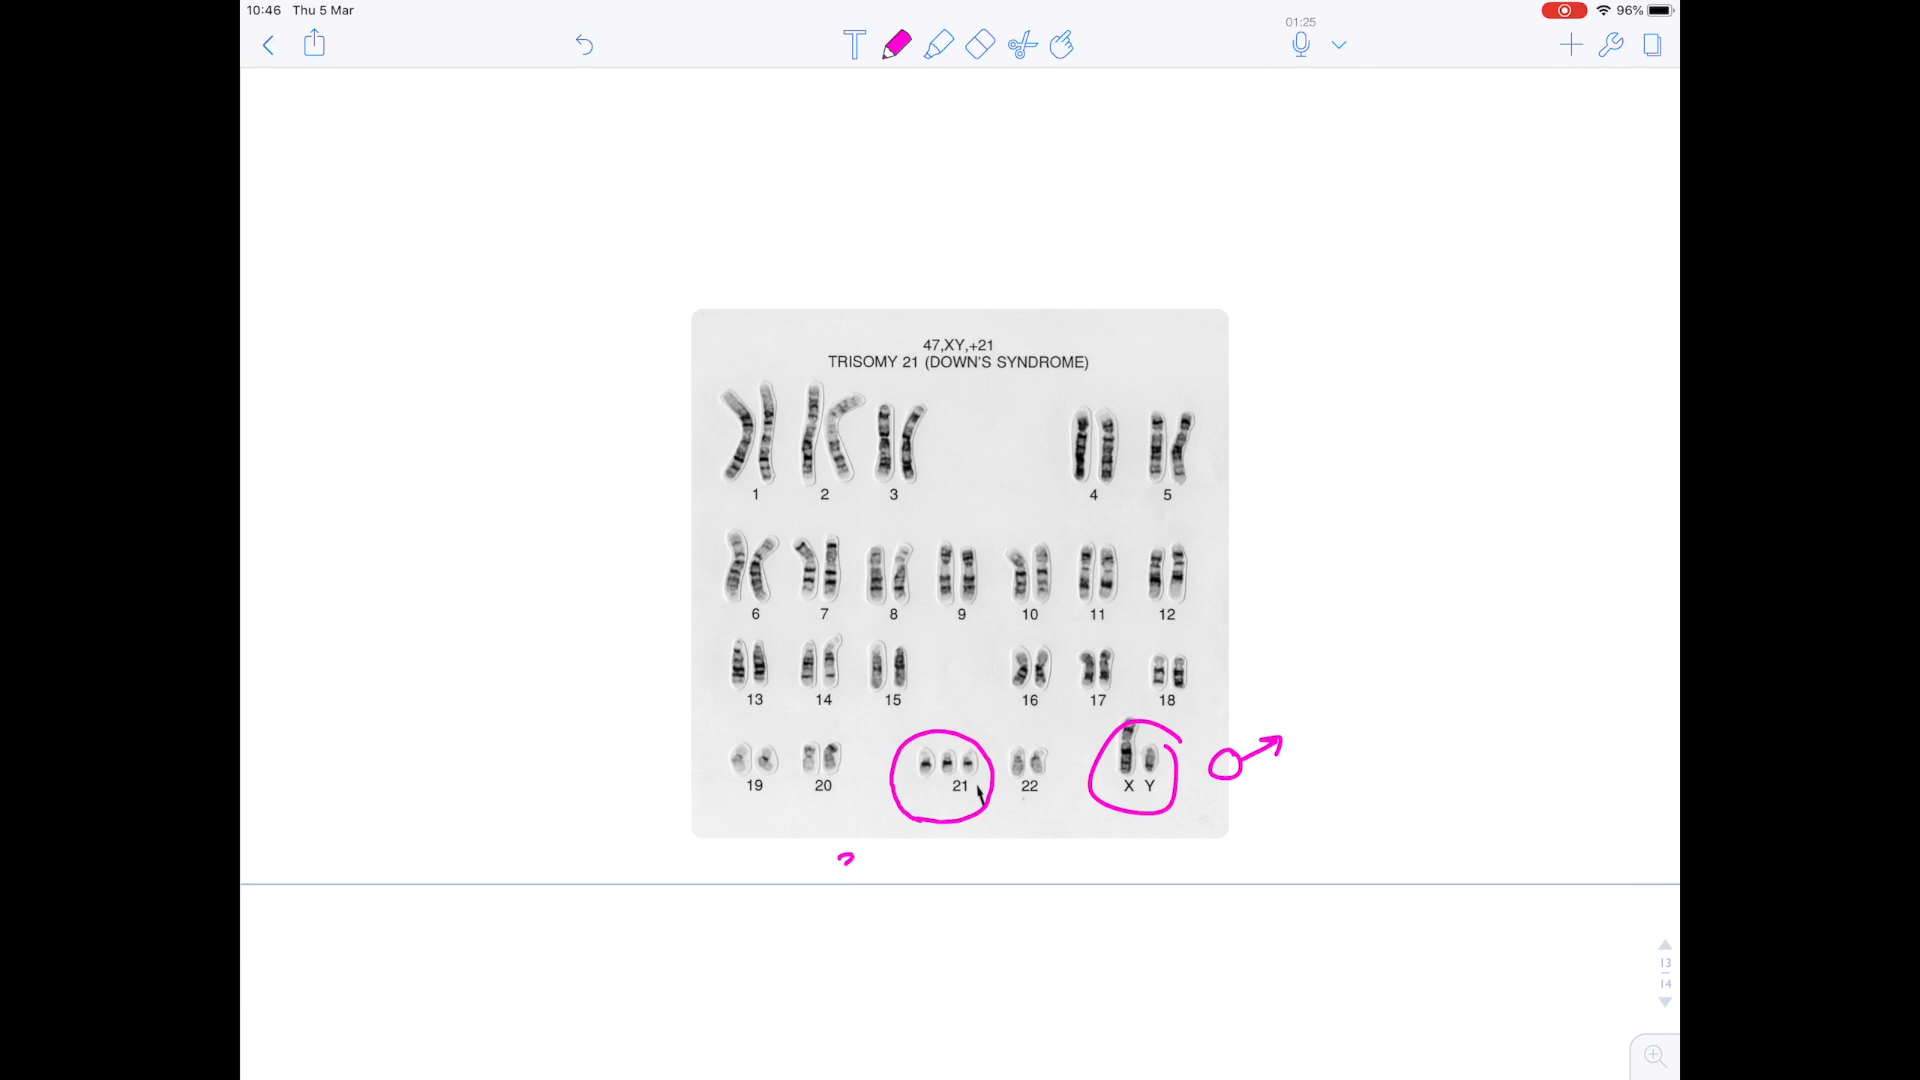 10:46 Thu 5 Mar
96%
01:25
T
47,XY,+21
TRISOMY 21 (DOWN'S SYNDROME)
1 2 3 4 5
6 7 8 9 10 11 12
13 14 15 16 17 18
19 20 21 22 X Y
13
14